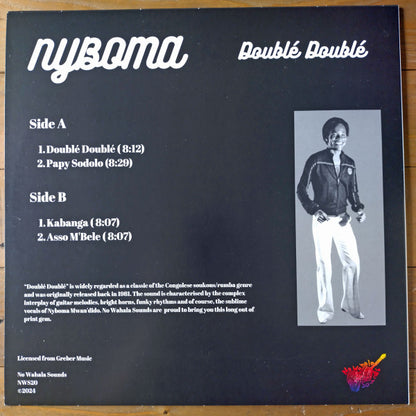 NYBOMA
Doublé Doublé
Side A
1. Doublé Doublé ( 8:12)
2. Papy Sodolo (8:29)
Side B
1. Kabanga ( 8:07)
2. Asso M'Bele ( 8:07)
"Doublé Doublé" is widely regarded as a classic of the Congolese soukous/rumba genre
and was originally released back in 1981. The sound is characterised by the complex
interplay of guitar melodies, bright horns, funky rhythms and of course, the sublime
vocals of Nyboma Mwan'dido. No Wahala Sounds are proud to bring you this long out of
print gem.
Licensed from Greber Music
No Wahala Sounds
NWS20
©2024